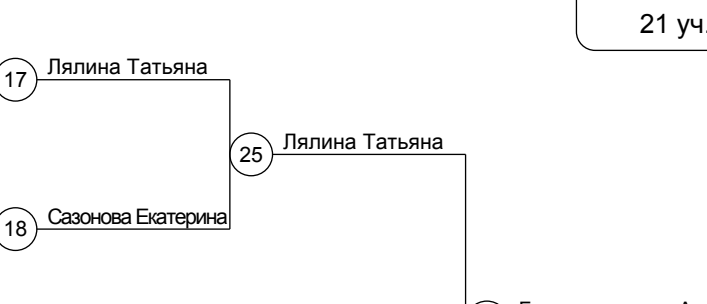 21 уч.
17 Лялина Татьяна
25 Лялина Татьяна
18 Сазонова Екатерина